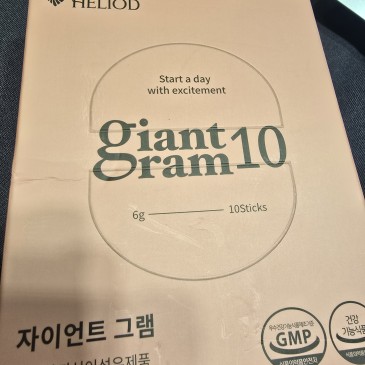 HELIOD
Start a day
with excitement
giant
gram 10
6g
10Sticks
자이언트 그램
GMP
건강
기능식품